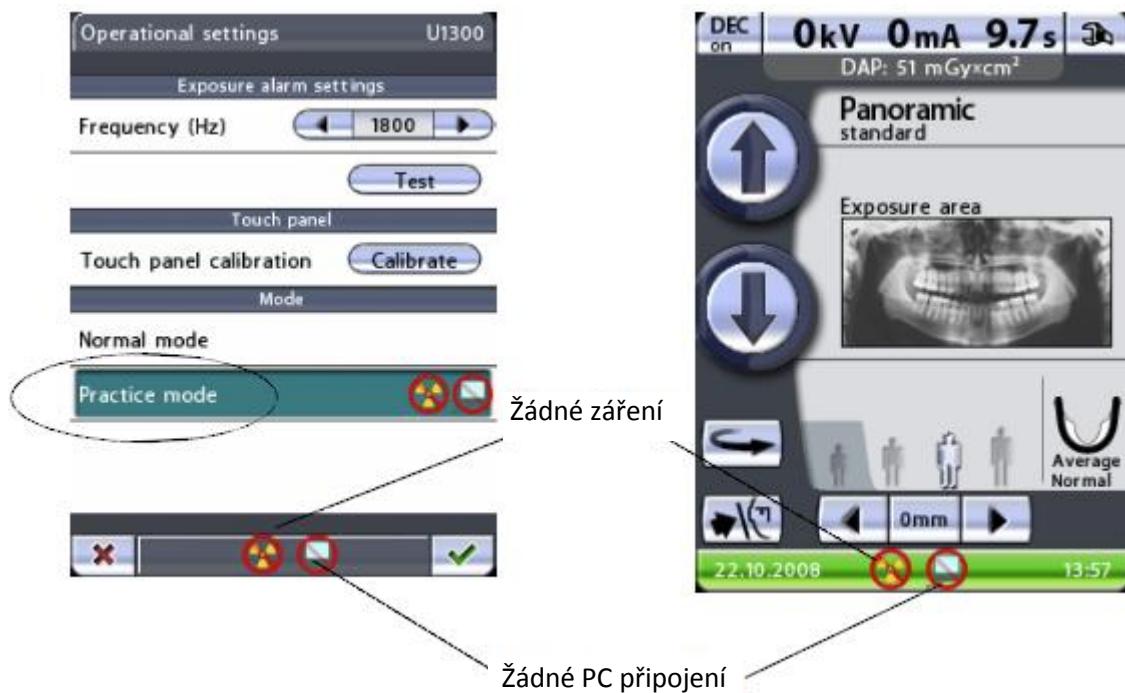 Operational settings U1300
Exposure alarm settings
Frequency (Hz) 1800
Test
Touch panel
Touch panel calibration Calibrate
Mode
Normal mode
Practice mode
Žádné záření
Žádné PC připojení
DEC
on
0kV 0mA 9.7s
DAP: 51 mGy×cm²
Panoramic
standard
Exposure area
Average
Normal
0mm
22.10.2008 13:57